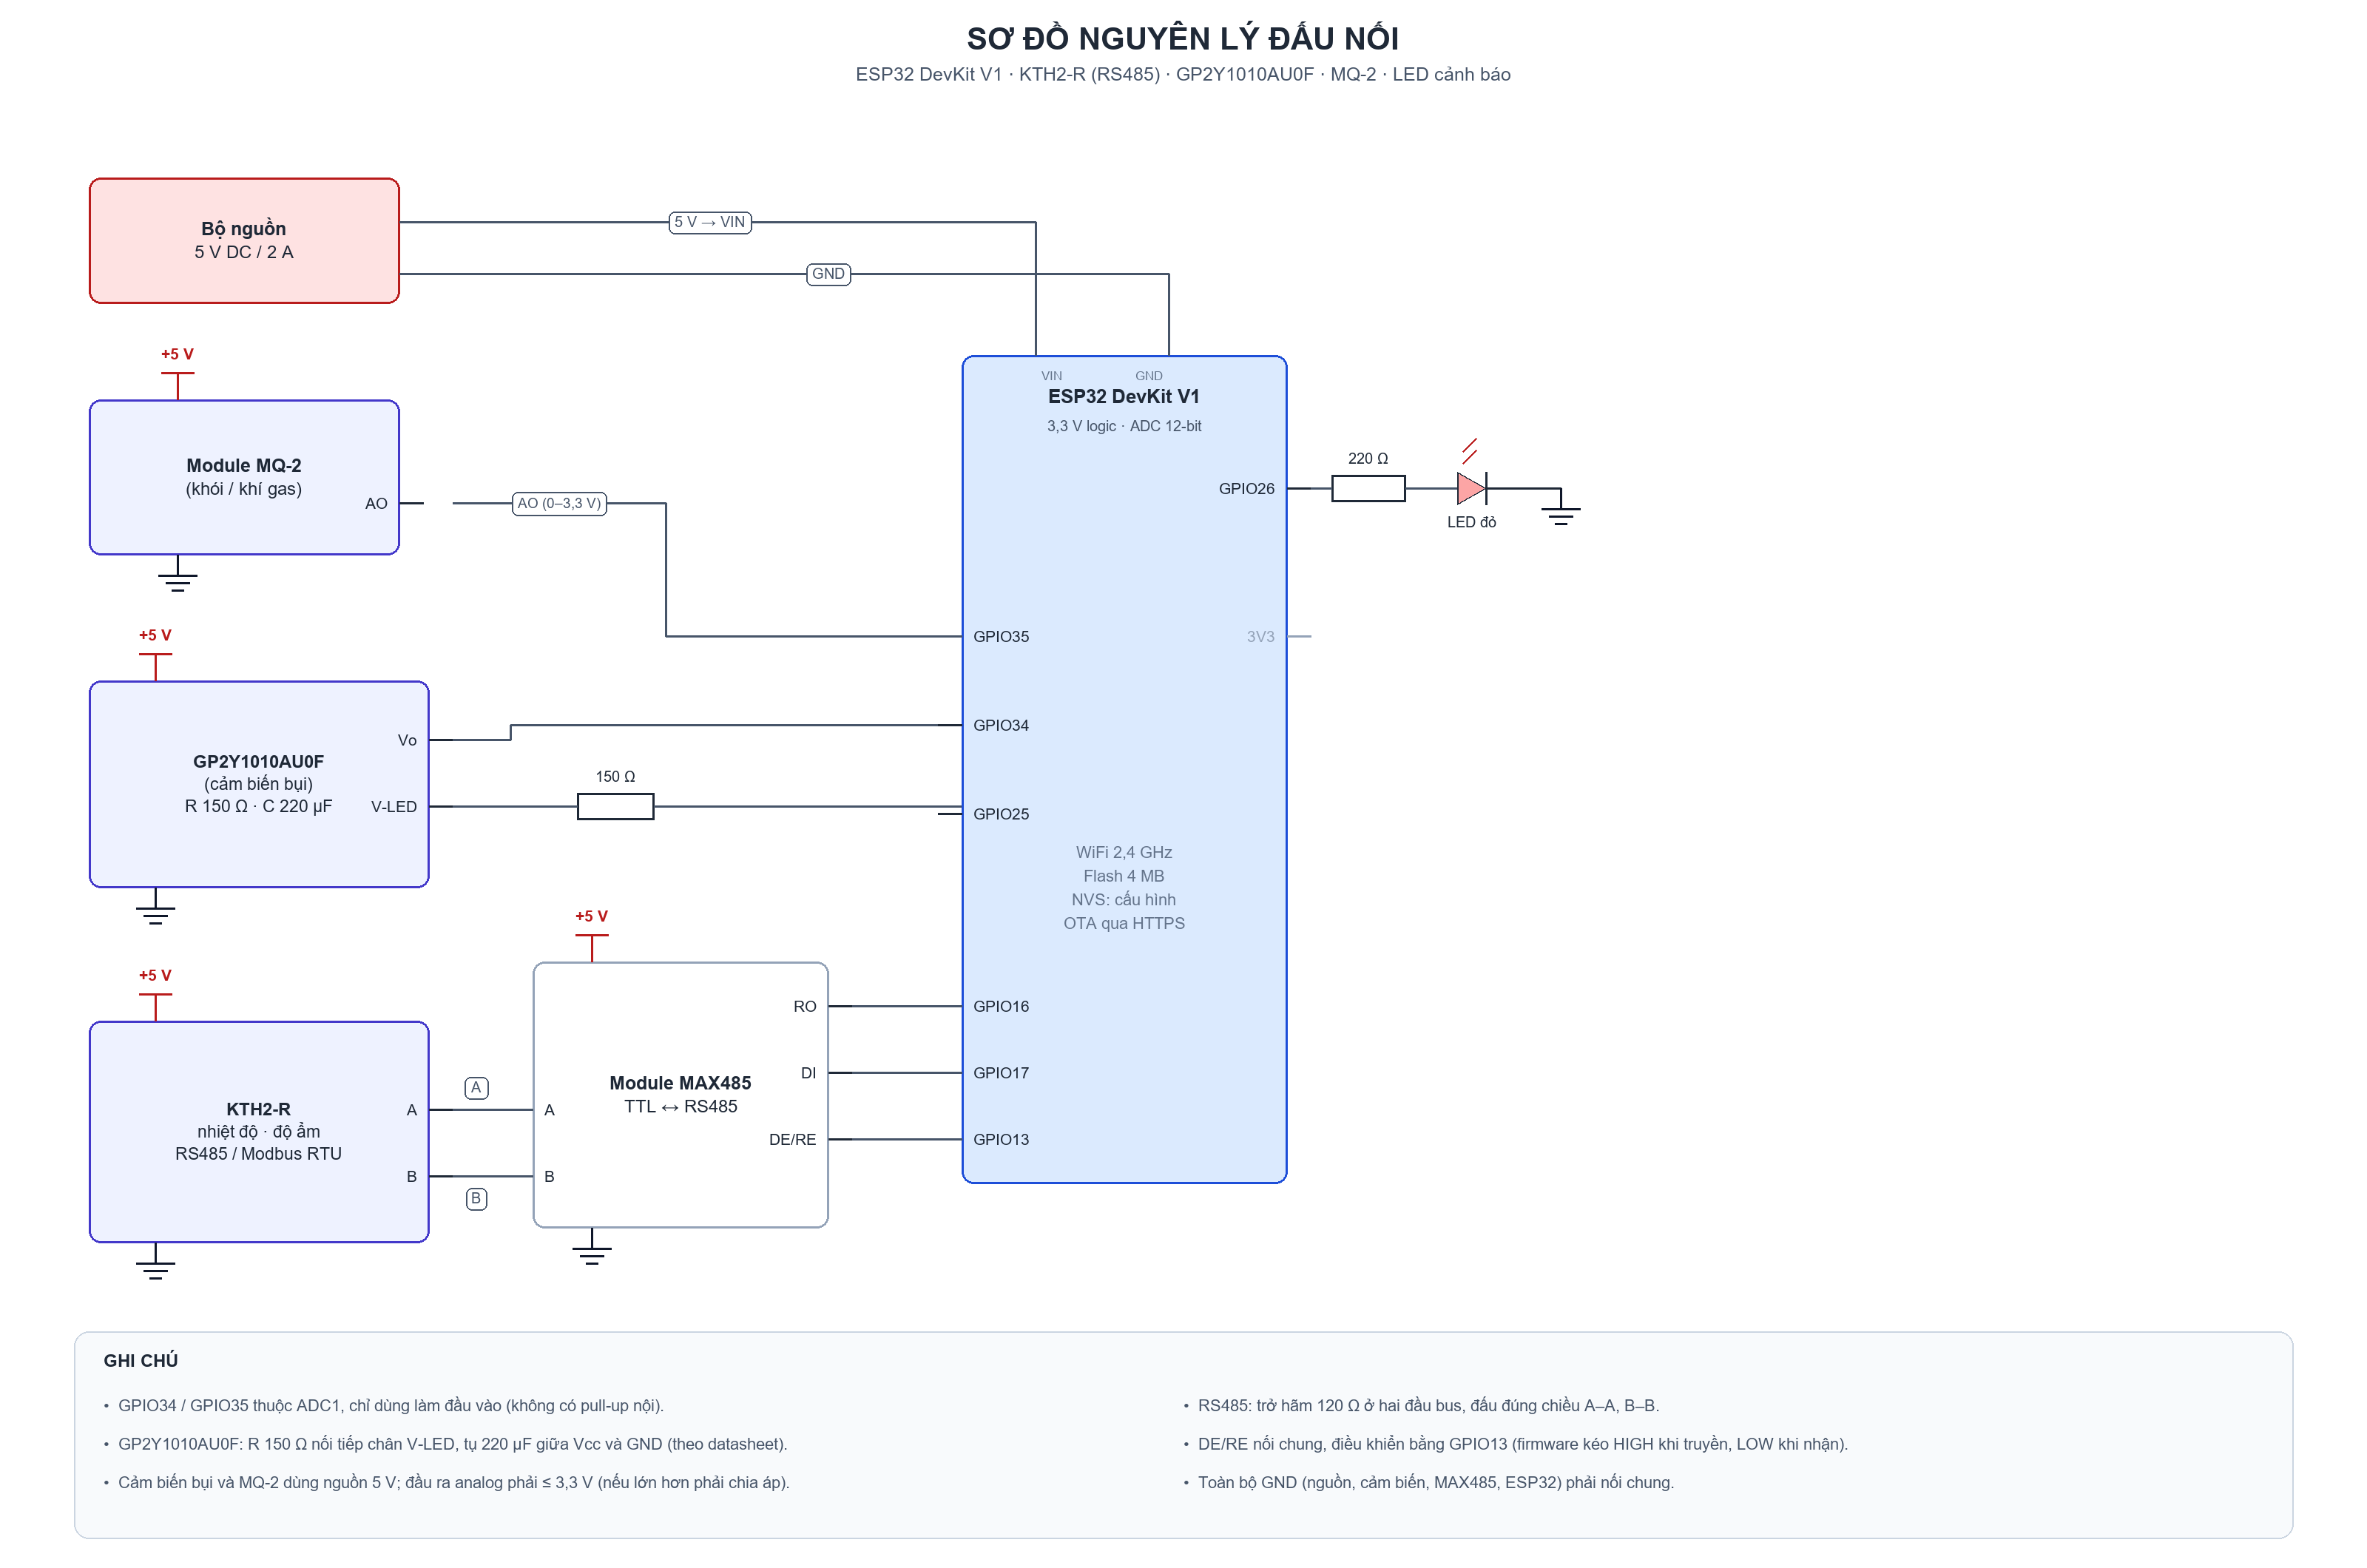 SƠ ĐỒ NGUYÊN LÝ ĐẤU NỐI
ESP32 DevKit V1 · KTH2-R (RS485) · GP2Y1010AU0F · MQ-2 · LED cảnh báo
Bộ nguồn
5 V DC / 2 A
5 V → VIN
GND
+5 V
Module MQ-2
(khói / khí gas)
AO
AO (0–3,3 V)
VIN
GND
ESP32 DevKit V1
3,3 V logic · ADC 12-bit
GPIO26
220 Ω
LED đỏ
GPIO35
3V3
+5 V
GP2Y1010AU0F
(cảm biến bụi)
R 150 Ω · C 220 µF
Vo
V-LED
150 Ω
GPIO34
GPIO25
WiFi 2,4 GHz
Flash 4 MB
NVS: cấu hình
OTA qua HTTPS
+5 V
KTH2-R
nhiệt độ · độ ẩm
RS485 / Modbus RTU
A
B
A
B
+5 V
Module MAX485
TTL ↔ RS485
A
B
RO
DI
DE/RE
GPIO16
GPIO17
GPIO13
GHI CHÚ
• GPIO34 / GPIO35 thuộc ADC1, chỉ dùng làm đầu vào (không có pull-up nội).
• GP2Y1010AU0F: R 150 Ω nối tiếp chân V-LED, tụ 220 µF giữa Vcc và GND (theo datasheet).
• Cảm biến bụi và MQ-2 dùng nguồn 5 V; đầu ra analog phải ≤ 3,3 V (nếu lớn hơn phải chia áp).
• RS485: trở hãm 120 Ω ở hai đầu bus, đấu đúng chiều A–A, B–B.
• DE/RE nối chung, điều khiển bằng GPIO13 (firmware kéo HIGH khi truyền, LOW khi nhận).
• Toàn bộ GND (nguồn, cảm biến, MAX485, ESP32) phải nối chung.